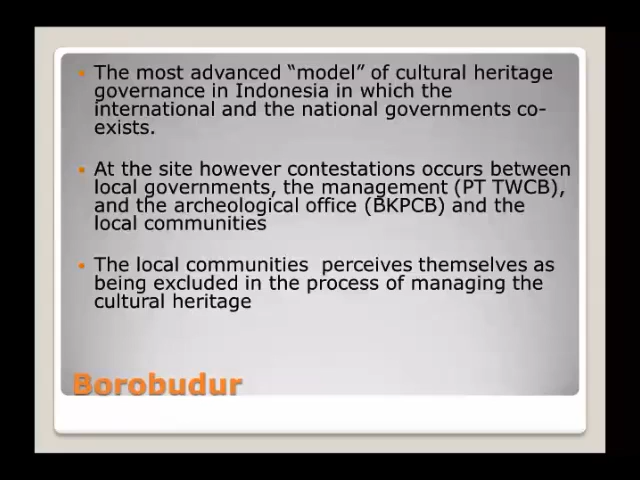 The most advanced “model” of cultural heritage
governance in Indonesia in which the
international and the national governments co-
exists.
At the site however contestations occurs between
local governments, the management (PT TWCB),
and the archeological office (BKPCB) and the
local communities
The local communities  perceives themselves as
being excluded in the process of managing the
cultural heritage
Borobudur